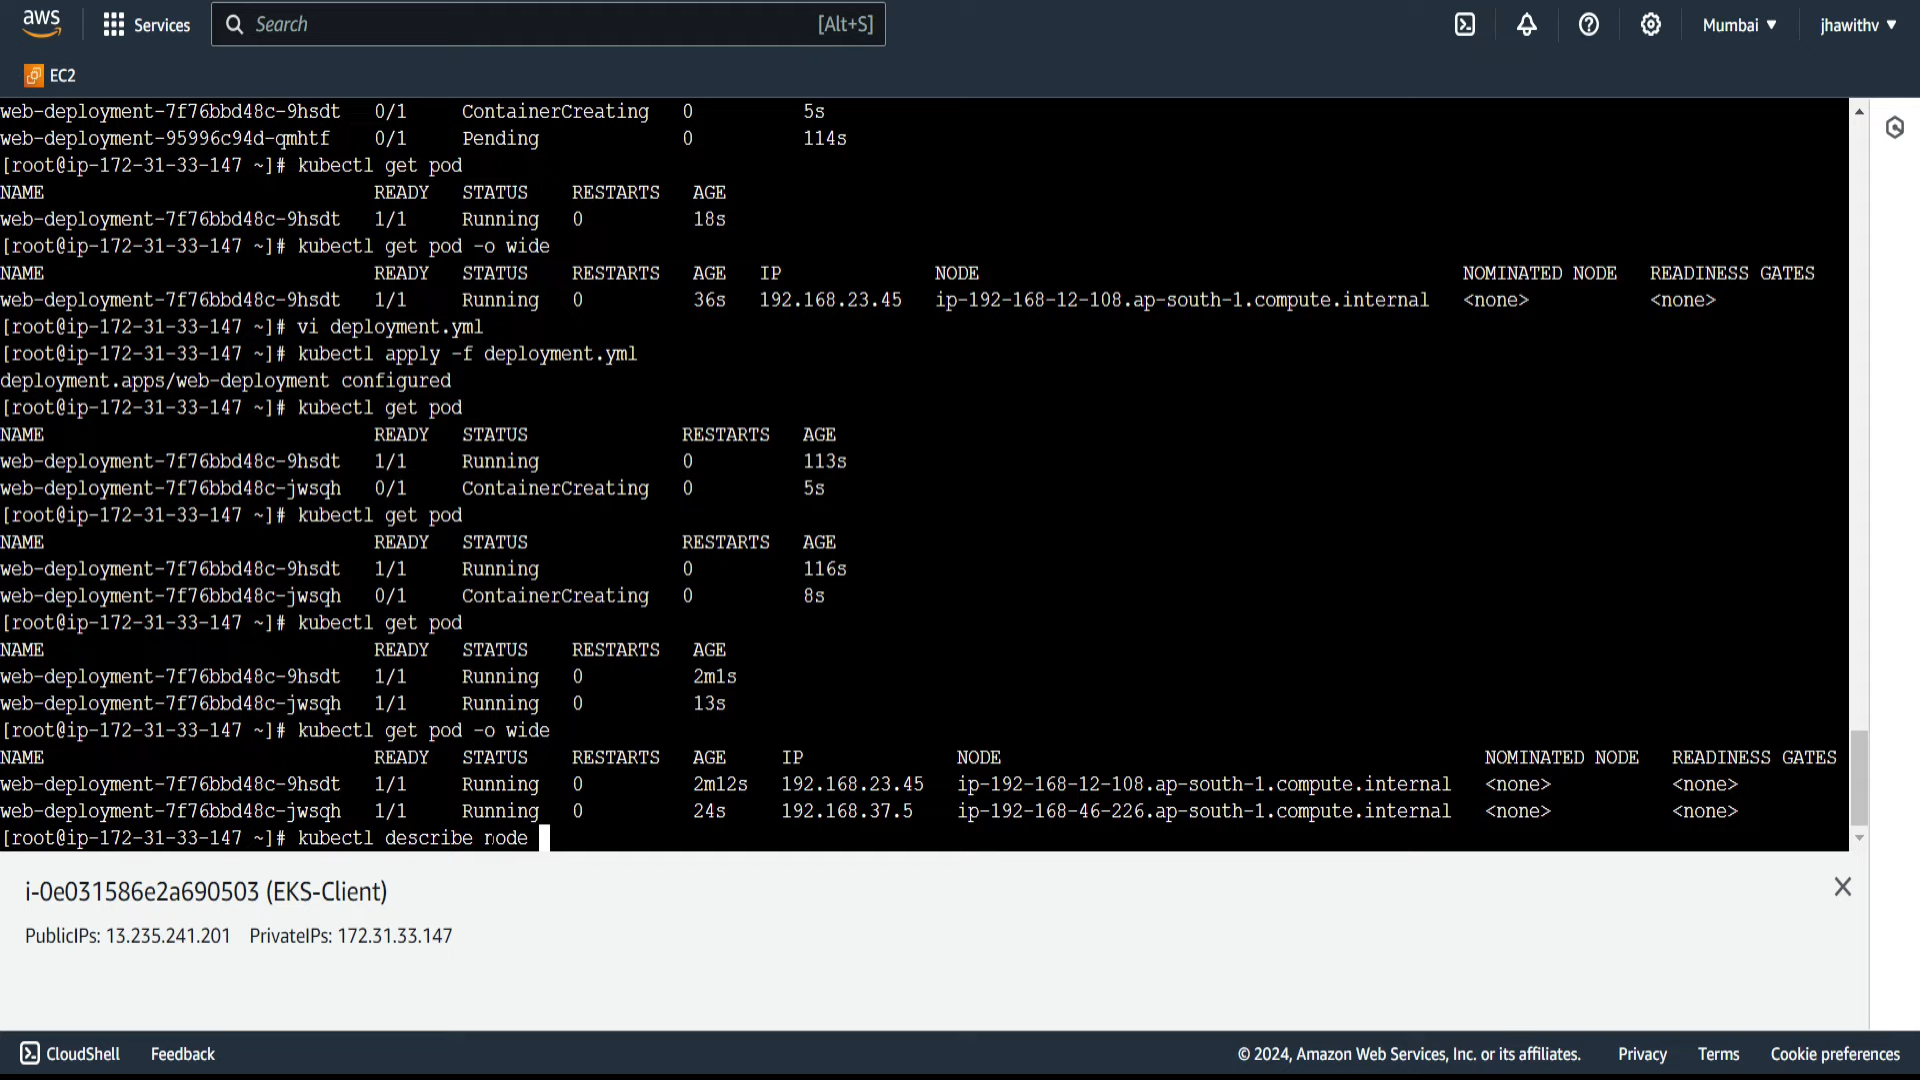 aws Services Search [Alt+S] Mumbai ▼ jhawithv ▼
EC2
web-deployment-7f76bbd48c-9hsdt 0/1 ContainerCreating 0 5s
web-deployment-95996c94d-qmhtf 0/1 Pending 0 114s
[root@ip-172-31-33-147 ~]# kubectl get pod
NAME READY STATUS RESTARTS AGE
web-deployment-7f76bbd48c-9hsdt 1/1 Running 0 18s
[root@ip-172-31-33-147 ~]# kubectl get pod -o wide
NAME READY STATUS RESTARTS AGE IP NODE NOMINATED NODE READINESS GATES
web-deployment-7f76bbd48c-9hsdt 1/1 Running 0 36s 192.168.23.45 ip-192-168-12-108.ap-south-1.compute.internal <none> <none>
[root@ip-172-31-33-147 ~]# vi deployment.yml
[root@ip-172-31-33-147 ~]# kubectl apply -f deployment.yml
deployment.apps/web-deployment configured
[root@ip-172-31-33-147 ~]# kubectl get pod
NAME READY STATUS RESTARTS AGE
web-deployment-7f76bbd48c-9hsdt 1/1 Running 0 113s
web-deployment-7f76bbd48c-jwsqh 0/1 ContainerCreating 0 5s
[root@ip-172-31-33-147 ~]# kubectl get pod
NAME READY STATUS RESTARTS AGE
web-deployment-7f76bbd48c-9hsdt 1/1 Running 0 116s
web-deployment-7f76bbd48c-jwsqh 0/1 ContainerCreating 0 8s
[root@ip-172-31-33-147 ~]# kubectl get pod
NAME READY STATUS RESTARTS AGE
web-deployment-7f76bbd48c-9hsdt 1/1 Running 0 2m1s
web-deployment-7f76bbd48c-jwsqh 1/1 Running 0 13s
[root@ip-172-31-33-147 ~]# kubectl get pod -o wide
NAME READY STATUS RESTARTS AGE IP NODE NOMINATED NODE READINESS GATES
web-deployment-7f76bbd48c-9hsdt 1/1 Running 0 2m12s 192.168.23.45 ip-192-168-12-108.ap-south-1.compute.internal <none> <none>
web-deployment-7f76bbd48c-jwsqh 1/1 Running 0 24s 192.168.37.5 ip-192-168-46-226.ap-south-1.compute.internal <none> <none>
[root@ip-172-31-33-147 ~]# kubectl describe node
i-0e031586e2a690503 (EKS-Client)
PublicIPs: 13.235.241.201 PrivateIPs: 172.31.33.147
CloudShell Feedback © 2024, Amazon Web Services, Inc. or its affiliates. Privacy Terms Cookie preferences